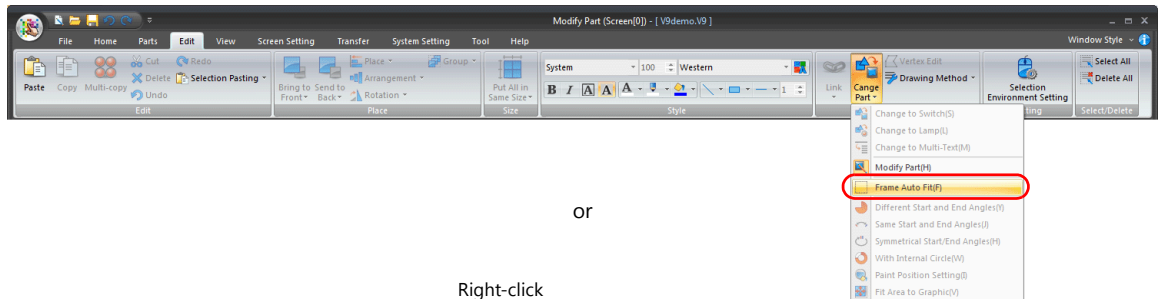 Modify Part (Screen[0]) - [ V9demo.V9 ]
File Home Parts Edit View Screen Setting Transfer System Setting Tool Help Window Style
Cut Redo Place Group System 100 Western Vertex Edit Select All
Delete Selection Pasting Arrangement Drawing Method Delete All
Paste Copy Multi-copy Undo Bring to Front Send to Back Rotation Put All in Same Size B I A A A 1 Link Cange Part Selection Environment Setting
Edit Place Size Style ting Select/Delete
Change to Switch(S)
Change to Lamp(L)
Change to Multi-Text(M)
Modify Part(H)
Frame Auto Fit(F)
Different Start and End Angles(Y)
Same Start and End Angles(J)
Symmetrical Start/End Angles(H)
With Internal Circle(W)
Paint Position Setting(I)
Fit Area to Graphic(V)
or
Right-click